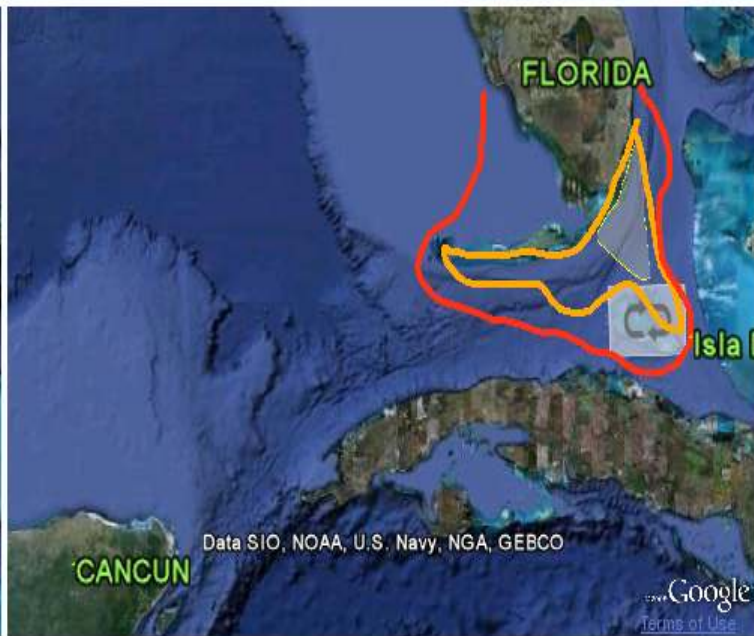 FLORIDA
Isla
Data SIO, NOAA, U.S. Navy, NGA, GEBCO
CANCUN
Google
Terms of Use